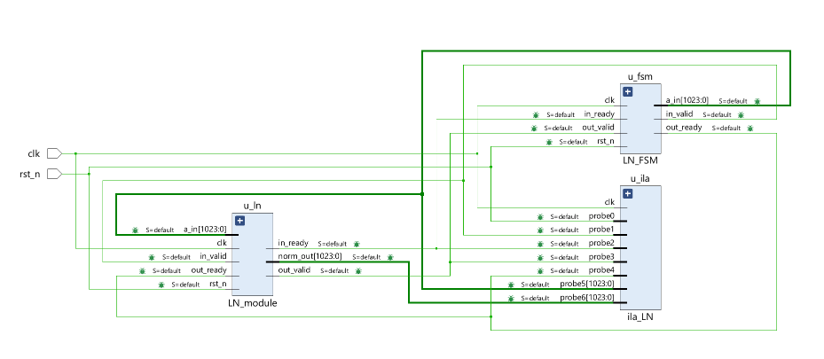 u_fsm
clk
a_in[1023:0] S=default
S=default in_ready
in_valid S=default
S=default out_valid
out_ready S=default
S=default rst_n
LN_FSM
clk
rst_n
u_ila
clk
S=default probe0
S=default probe1
S=default probe2
S=default probe3
S=default probe4
S=default probe5[1023:0]
S=default probe6[1023:0]
ila_LN
u_ln
S=default a_in[1023:0]
clk
in_ready S=default
S=default in_valid
norm_out[1023:0] S=default
S=default out_ready
out_valid S=default
S=default rst_n
LN_module